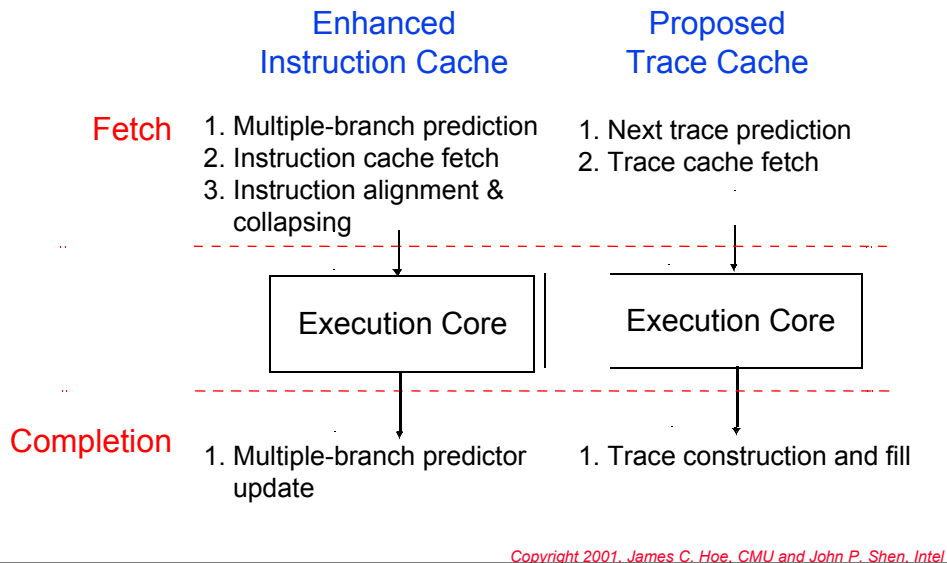 Enhanced
Instruction Cache
Proposed
Trace Cache
Fetch
1. Multiple-branch prediction
2. Instruction cache fetch
3. Instruction alignment &
collapsing
1. Next trace prediction
2. Trace cache fetch
Execution Core
Execution Core
Completion
1. Multiple-branch predictor
update
1. Trace construction and fill
Copyright 2001, James C. Hoe, CMU and John P. Shen, Intel